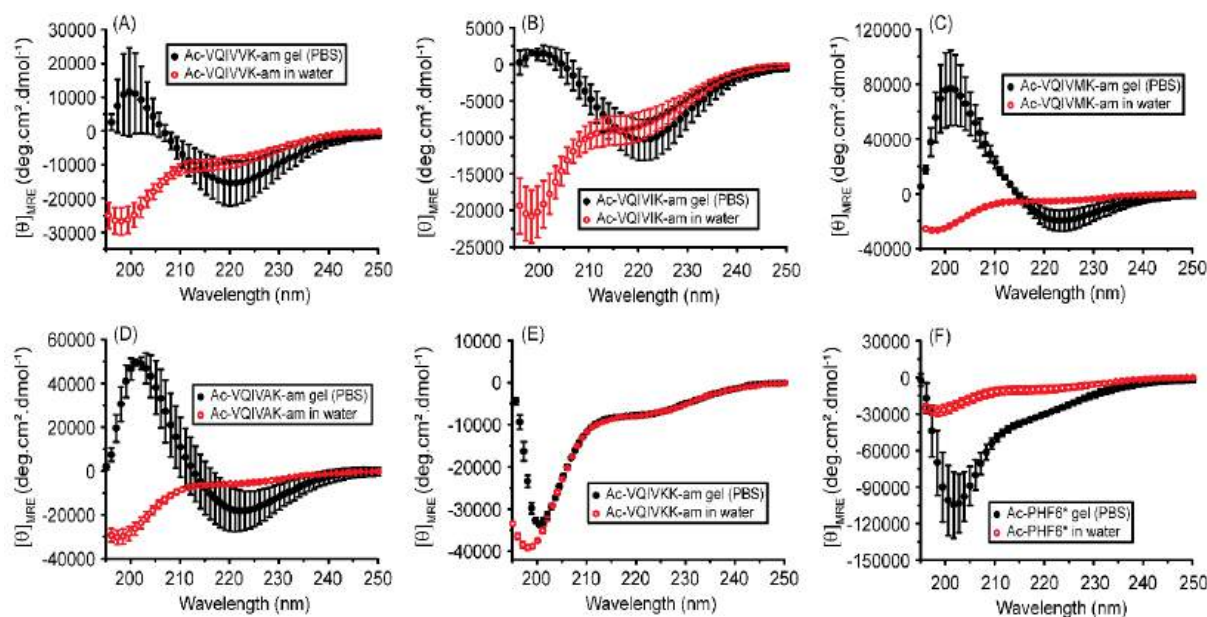 (A)
Ac-VQIVVK-am gel (PBS)
Ac-VQIVVK-am in water
[θ]MRE (deg.cm².dmol⁻¹)
30000
20000
10000
0
-10000
-20000
-30000
200 210 220 230 240 250
Wavelength (nm)
(B)
Ac-VQIVIK-am gel (PBS)
Ac-VQIVIK-am in water
[θ]MRE (deg.cm².dmol⁻¹)
5000
0
-5000
-10000
-15000
-20000
-25000
200 210 220 230 240 250
Wavelength (nm)
(C)
Ac-VQIVMK-am gel (PBS)
Ac-VQIVMK-am in water
[θ]MRE (deg.cm².dmol⁻¹)
120000
80000
40000
0
-40000
200 210 220 230 240 250
Wavelength (nm)
(D)
Ac-VQIVAK-am gel (PBS)
Ac-VQIVAK-am in water
[θ]MRE (deg.cm².dmol⁻¹)
60000
40000
20000
0
-20000
-40000
200 210 220 230 240 250
Wavelength (nm)
(E)
Ac-VQIVKK-am gel (PBS)
Ac-VQIVKK-am in water
[θ]MRE (deg.cm².dmol⁻¹)
10000
0
-10000
-20000
-30000
-40000
200 210 220 230 240 250
Wavelength (nm)
(F)
Ac-PHF6* gel (PBS)
Ac-PHF6* in water
[θ]MRE (deg.cm².dmol⁻¹)
30000
0
-30000
-60000
-90000
-120000
-150000
200 210 220 230 240 250
Wavelength (nm)